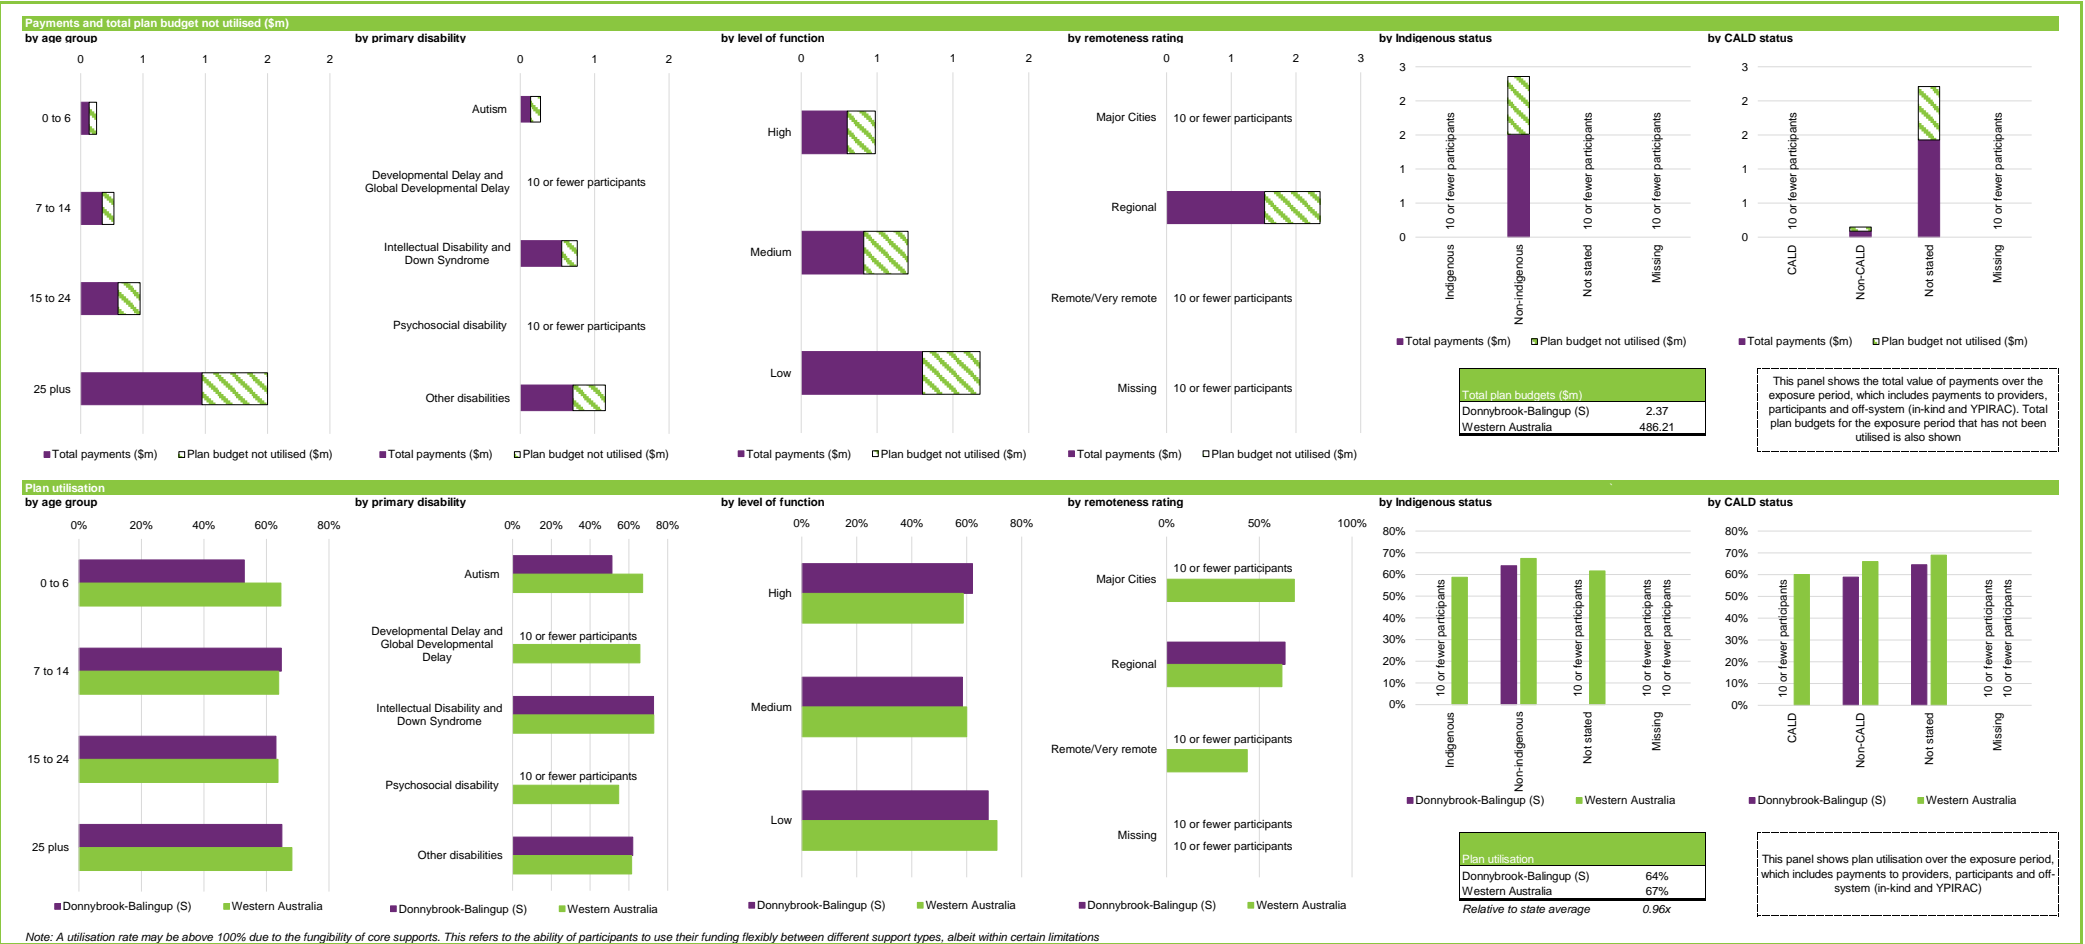 Payments and total plan budget not utilised ($m)
by age group
0 1 1 2 2
0 to 6
7 to 14
15 to 24
25 plus
Total payments ($m) Plan budget not utilised ($m)
by primary disability
0 1 2
Autism
Developmental Delay and
Global Developmental Delay
10 or fewer participants
Intellectual Disability and
Down Syndrome
Psychosocial disability
10 or fewer participants
Other disabilities
Total payments ($m) Plan budget not utilised ($m)
by level of function
0 1 1 2
High
Medium
Low
Total payments ($m) Plan budget not utilised ($m)
by remoteness rating
0 1 2 3
Major Cities
10 or fewer participants
Regional
Remote/Very remote
10 or fewer participants
Missing
10 or fewer participants
Total payments ($m) Plan budget not utilised ($m)
by Indigenous status
3
2
2
1
1
0
10 or fewer participants
10 or fewer participants
10 or fewer participants
Indigenous
Non-indigenous
Not stated
Missing
Total payments ($m) Plan budget not utilised ($m)
Total plan budgets ($m)
Donnybrook-Balingup (S) 2.37
Western Australia 486.21
by CALD status
3
2
2
1
1
0
10 or fewer participants
10 or fewer participants
CALD
Non-CALD
Not stated
Missing
Total payments ($m) Plan budget not utilised ($m)
This panel shows the total value of payments over the
exposure period, which includes payments to providers,
participants and off-system (in-kind and YPIRAC). Total
plan budgets for the exposure period that has not been
utilised is also shown
Plan utilisation
by age group
0% 20% 40% 60% 80%
0 to 6
7 to 14
15 to 24
25 plus
Donnybrook-Balingup (S) Western Australia
by primary disability
0% 20% 40% 60% 80%
Autism
Developmental Delay and
Global Developmental
Delay
10 or fewer participants
Intellectual Disability and
Down Syndrome
Psychosocial disability
10 or fewer participants
Other disabilities
Donnybrook-Balingup (S) Western Australia
by level of function
0% 20% 40% 60% 80%
High
Medium
Low
Donnybrook-Balingup (S) Western Australia
by remoteness rating
0% 50% 100%
Major Cities
10 or fewer participants
Regional
Remote/Very remote
10 or fewer participants
Missing
10 or fewer participants
10 or fewer participants
Donnybrook-Balingup (S) Western Australia
by Indigenous status
80%
70%
60%
50%
40%
30%
20%
10%
0%
10 or fewer participants
10 or fewer participants
10 or fewer participants
10 or fewer participants
Indigenous
Non-indigenous
Not stated
Missing
Donnybrook-Balingup (S) Western Australia
Plan utilisation
Donnybrook-Balingup (S) 64%
Western Australia 67%
Relative to state average 0.96x
by CALD status
80%
70%
60%
50%
40%
30%
20%
10%
0%
10 or fewer participants
10 or fewer participants
10 or fewer participants
CALD
Non-CALD
Not stated
Missing
Donnybrook-Balingup (S) Western Australia
This panel shows plan utilisation over the exposure period,
which includes payments to providers, participants and off-
system (in-kind and YPIRAC)
Note: A utilisation rate may be above 100% due to the fungibility of core supports. This refers to the ability of participants to use their funding flexibly between different support types, albeit within certain limitations